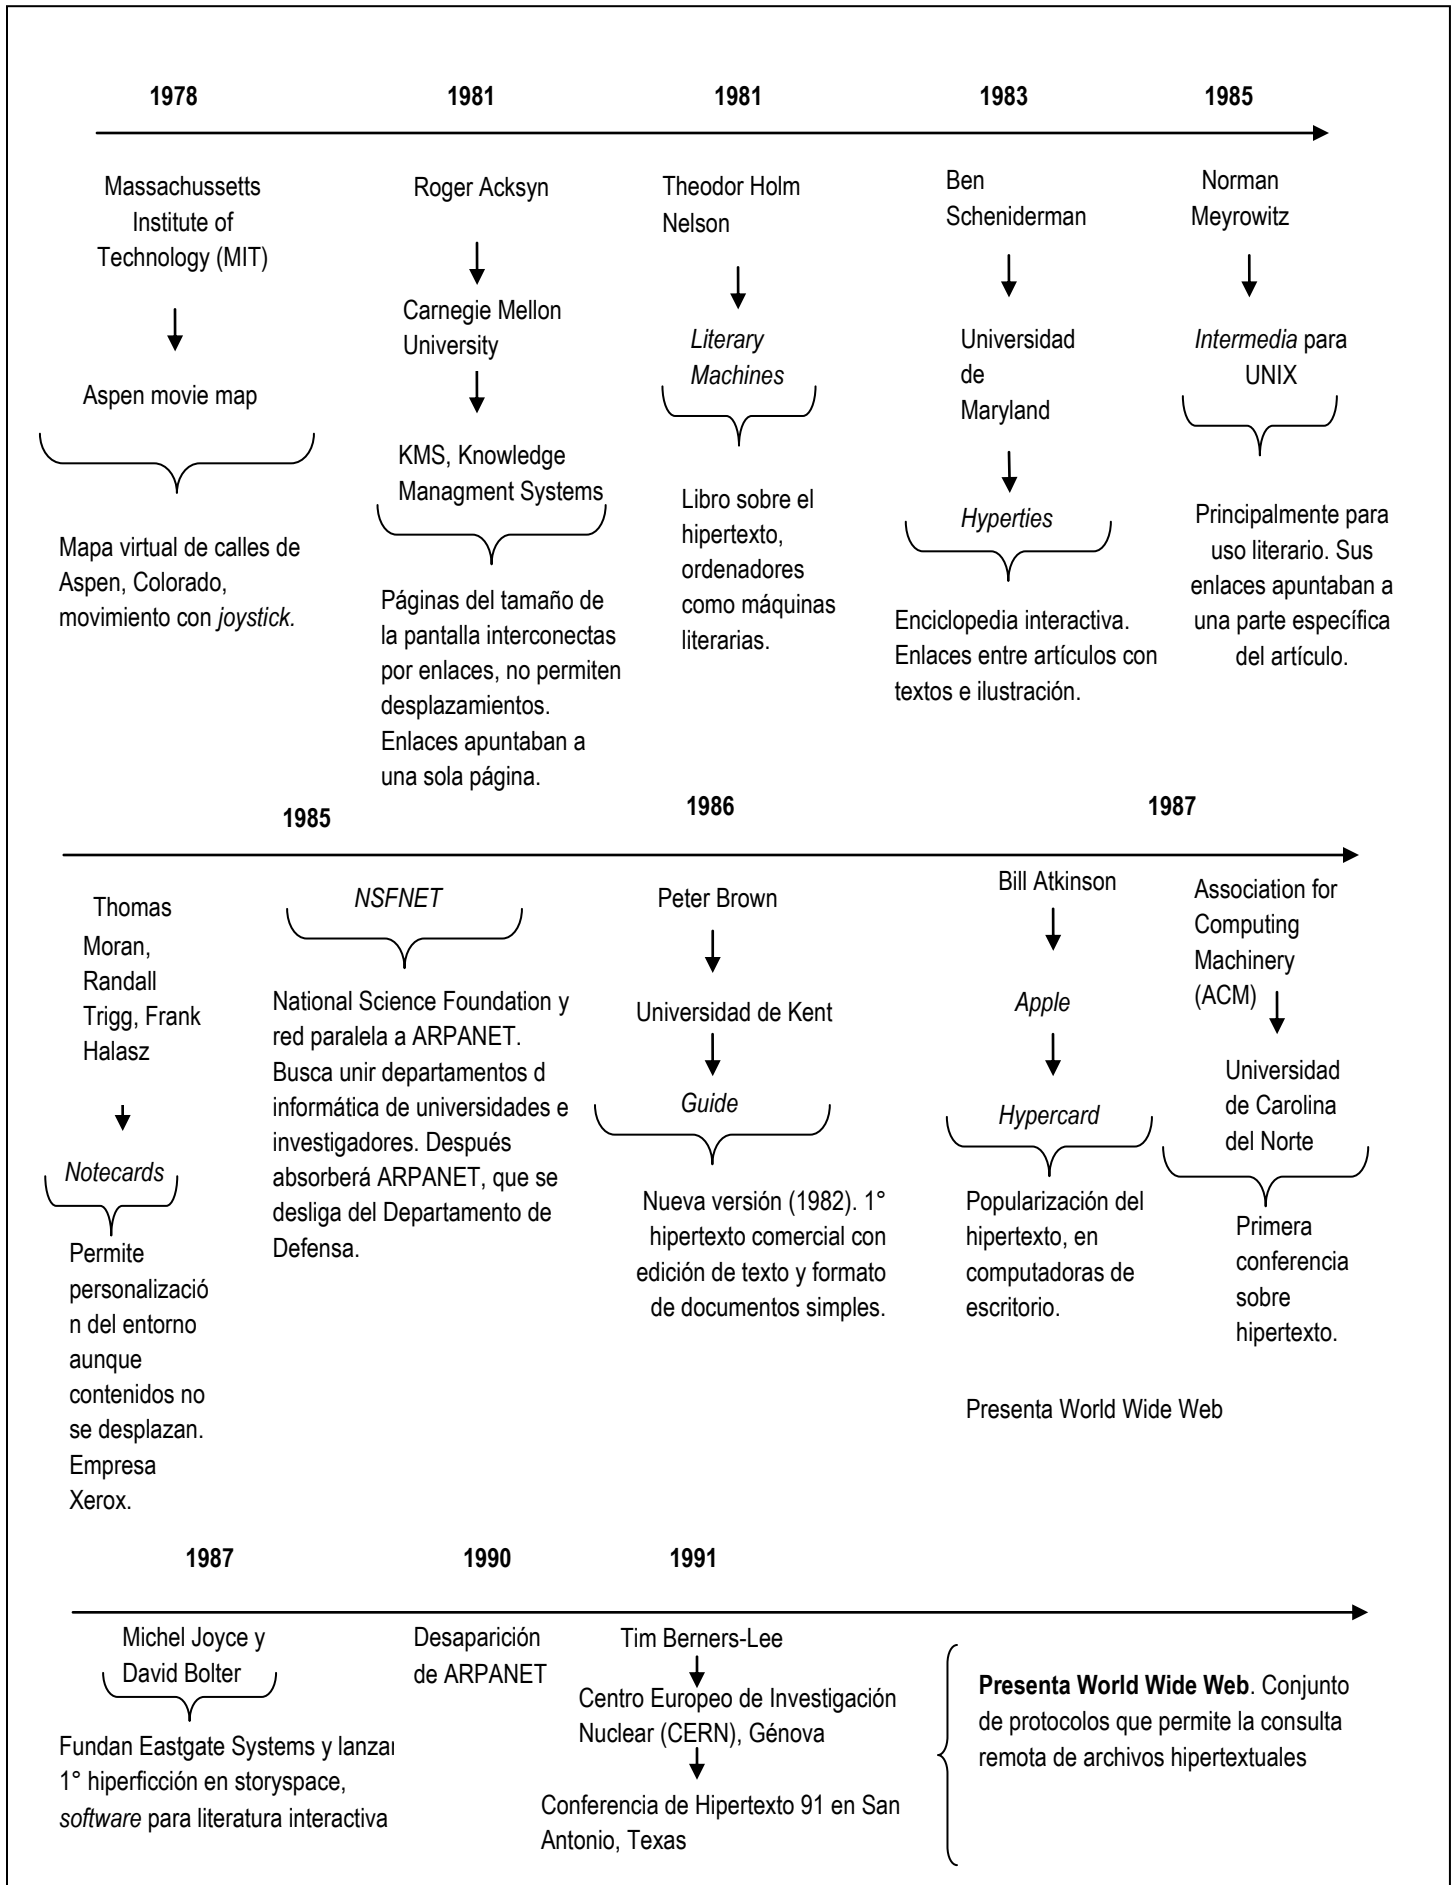 1978
1981
1981
1983
1985
Massachussetts
Institute of
Technology (MIT)
Aspen movie map
Mapa virtual de calles de
Aspen, Colorado,
movimiento con joystick.
Roger Acksyn
Carnegie Mellon
University
KMS, Knowledge
Managment Systems
Páginas del tamaño de
la pantalla interconectas
por enlaces, no permiten
desplazamientos.
Enlaces apuntaban a
una sola página.
Theodor Holm
Nelson
Literary
Machines
Libro sobre el
hipertexto,
ordenadores
como máquinas
literarias.
Ben
Scheniderman
Universidad
de
Maryland
Hyperties
Enciclopedia interactiva.
Enlaces entre artículos con
textos e ilustración.
Norman
Meyrowitz
Intermedia para
UNIX
Principalmente para
uso literario. Sus
enlaces apuntaban a
una parte específica
del artículo.
1985
1986
1987
Thomas
Moran,
Randall
Trigg, Frank
Halasz
Notecards
Permite
personalizació
n del entorno
aunque
contenidos no
se desplazan.
Empresa
Xerox.
NSFNET
National Science Foundation y
red paralela a ARPANET.
Busca unir departamentos d
informática de universidades e
investigadores. Después
absorberá ARPANET, que se
desliga del Departamento de
Defensa.
Peter Brown
Universidad de Kent
Guide
Nueva versión (1982). 1°
hipertexto comercial con
edición de texto y formato
de documentos simples.
Bill Atkinson
Apple
Hypercard
Popularización del
hipertexto, en
computadoras de
escritorio.
Presenta World Wide Web
Association for
Computing
Machinery
(ACM)
Universidad
de Carolina
del Norte
Primera
conferencia
sobre
hipertexto.
1987
1990
1991
Michel Joyce y
David Bolter
Fundan Eastgate Systems y lanzan
1° hiperficción en storyspace,
software para literatura interactiva
Desaparición
de ARPANET
Tim Berners-Lee
Centro Europeo de Investigación
Nuclear (CERN), Génova
Conferencia de Hipertexto 91 en San
Antonio, Texas
Presenta World Wide Web. Conjunto
de protocolos que permite la consulta
remota de archivos hipertextuales